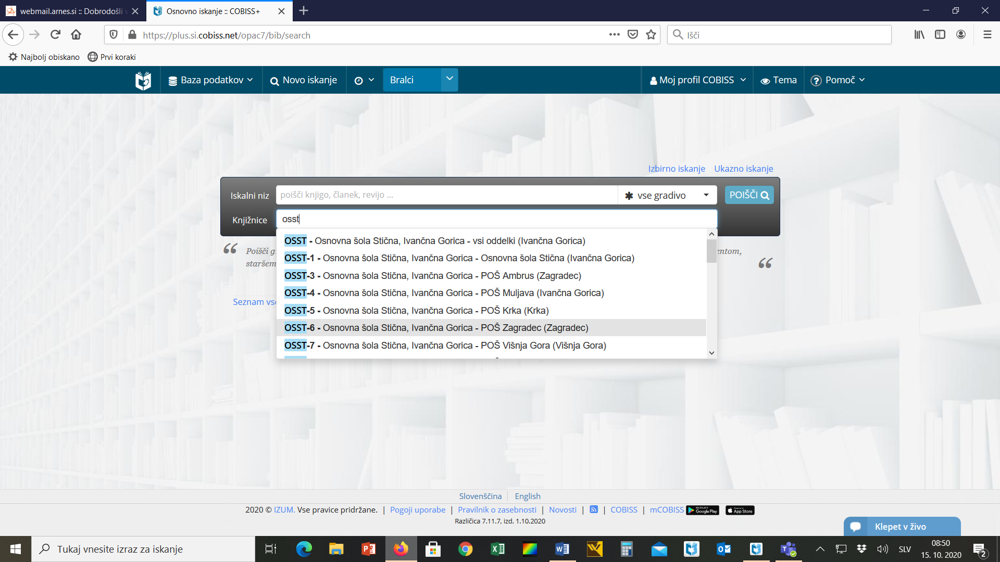 webmail.arnes.si :: Dobrodošli v
Osnovno iskanje :: COBISS+
https://plus.si.cobiss.net/opac7/bib/search
Išči
Najbolj obiskano
Prvi koraki
Baza podatkov
Novo iskanje
Bralci
Moj profil COBISS
Tema
Pomoč
Izbirno iskanje
Ukazno iskanje
Iskalni niz
poišči knjigo, članek, revijo ...
vse gradivo
POIŠČI
Knjižnice
osst
OSST - Osnovna šola Stična, Ivančna Gorica - vsi oddelki (Ivančna Gorica)
OSST-1 - Osnovna šola Stična, Ivančna Gorica - Osnovna šola Stična (Ivančna Gorica)
OSST-3 - Osnovna šola Stična, Ivančna Gorica - POŠ Ambrus (Zagradec)
OSST-4 - Osnovna šola Stična, Ivančna Gorica - POŠ Muljava (Ivančna Gorica)
OSST-5 - Osnovna šola Stična, Ivančna Gorica - POŠ Krka (Krka)
OSST-6 - Osnovna šola Stična, Ivančna Gorica - POŠ Zagradec (Zagradec)
OSST-7 - Osnovna šola Stična, Ivančna Gorica - POŠ Višnja Gora (Višnja Gora)
Poišči
staršem
Seznam
Slovenščina
English
2020 © IZUM. Vse pravice pridržane. | Pogoji uporabe | Pravilnik o zasebnosti | Novosti | | COBISS | mCOBISS Google Play App Store
Različica 7.11.7, izd. 1.10.2020
Klepet v živo
Tukaj vnesite izraz za iskanje
SLV
08:50
15. 10. 2020
2